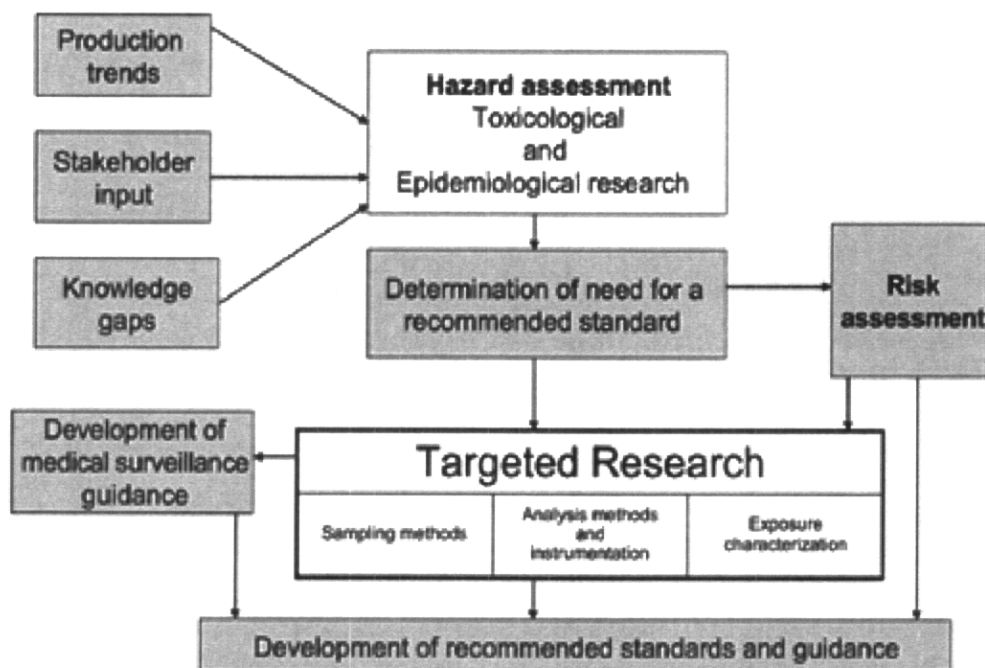 Production
trends
Hazard assessment
Toxicological
and
Epidemiological research
Stakeholder
input
Knowledge
gaps
Determination of need for a
recommended standard
Risk
assessment
Development of
medical surveillance
guidance
Targeted Research
Sampling methods
Analysis methods
and
instrumentation
Exposure
characterization
Development of recommended standards and guidance